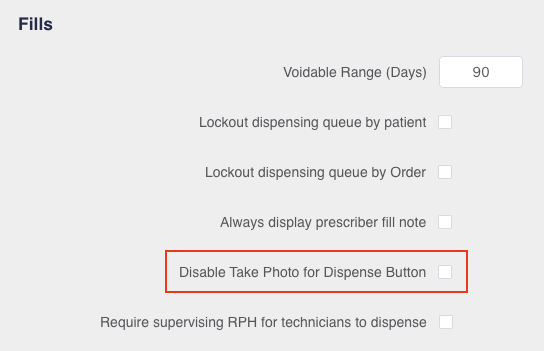 Fills
Voidable Range (Days) 90
Lockout dispensing queue by patient
Lockout dispensing queue by Order
Always display prescriber fill note
Disable Take Photo for Dispense Button
Require supervising RPH for technicians to dispense